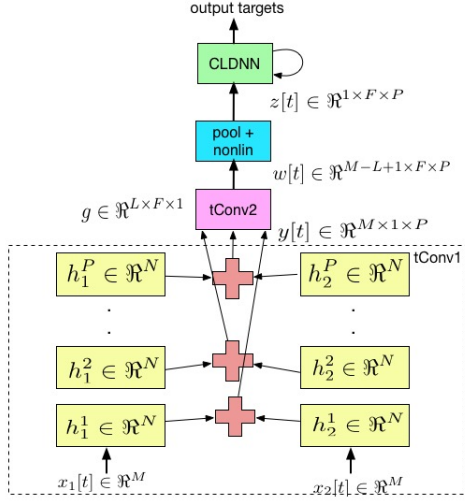 output targets
CLDNN
z[t] ∈ ℜ^{1×F×P}
pool +
nonlin
w[t] ∈ ℜ^{M−L+1×F×P}
g ∈ ℜ^{L×F×1}
tConv2
y[t] ∈ ℜ^{M×1×P}
tConv1
h_1^P ∈ ℜ^N
h_2^P ∈ ℜ^N
. .
. .
h_1^2 ∈ ℜ^N
h_2^2 ∈ ℜ^N
h_1^1 ∈ ℜ^N
h_2^1 ∈ ℜ^N
x_1[t] ∈ ℜ^M
x_2[t] ∈ ℜ^M